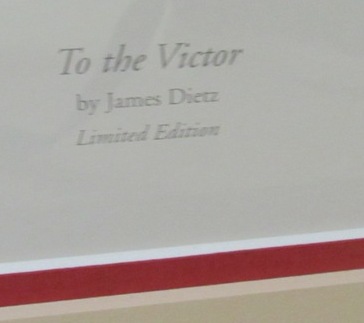 To the Victor
by James Dietz
Limited Edition